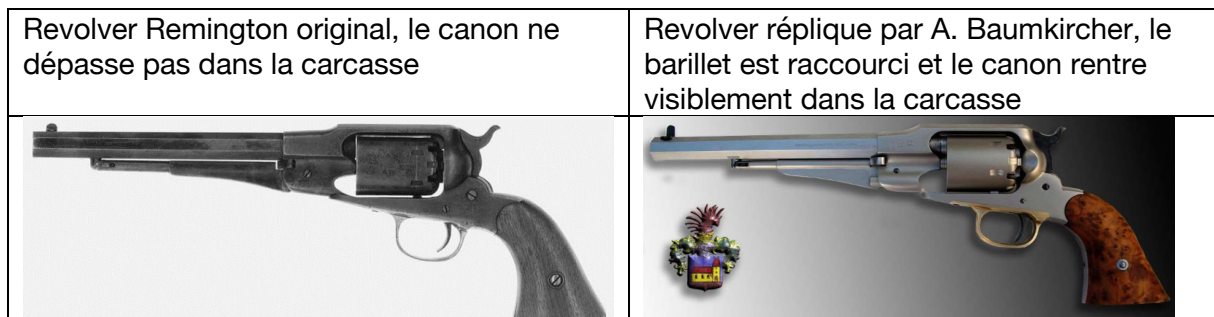 Revolver Remington original, le canon ne
dépasse pas dans la carcasse
Revolver réplique par A. Baumkircher, le
barillet est raccourci et le canon rentre
visiblement dans la carcasse